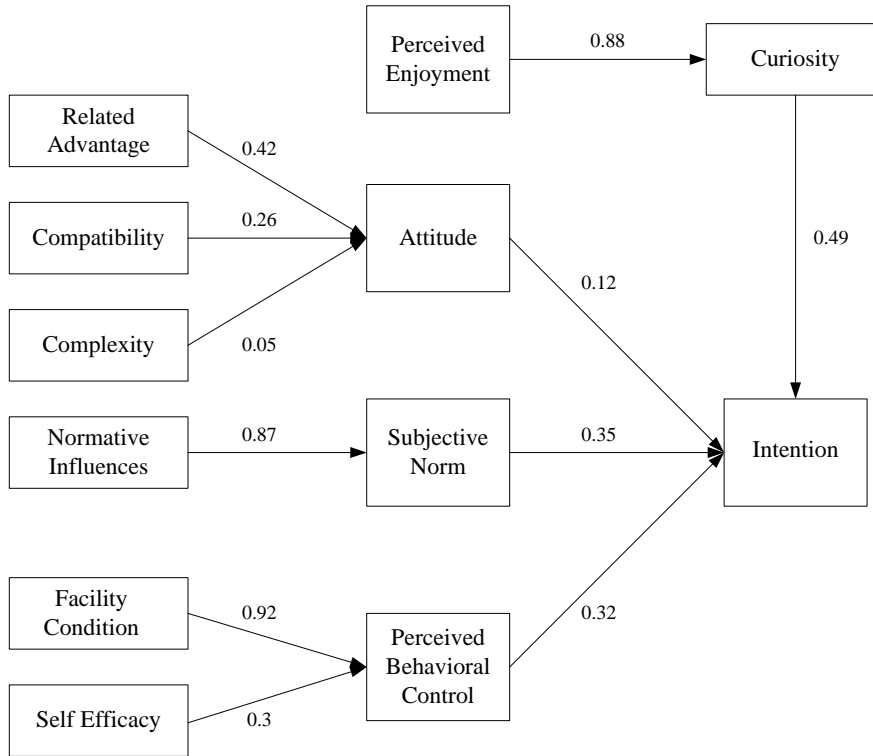 Perceived
Enjoyment
0.88
Curiosity
Related
Advantage
0.42
Compatibility
0.26
Attitude
0.49
0.12
Complexity
0.05
Normative
Influences
0.87
Subjective
Norm
0.35
Intention
Facility
Condition
0.92
0.32
Perceived
Behavioral
Control
Self Efficacy
0.3